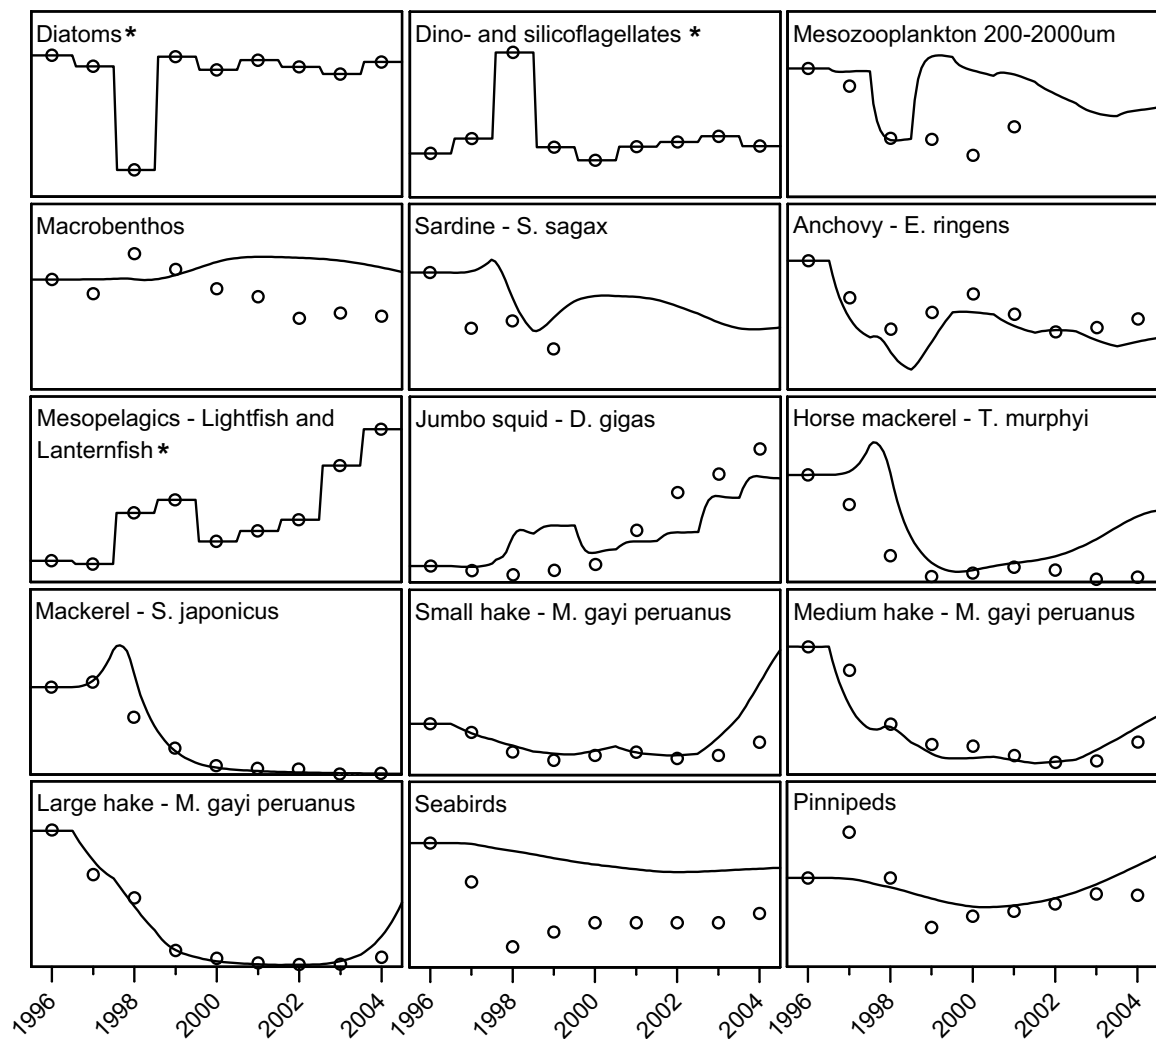 Diatoms *
Dino- and silicoflagellates *
Mesozooplankton 200-2000um
Macrobenthos
Sardine - S. sagax
Anchovy - E. ringens
Mesopelagics - Lightfish and
Lanternfish *
Jumbo squid - D. gigas
Horse mackerel - T. murphyi
Mackerel - S. japonicus
Small hake - M. gayi peruanus
Medium hake - M. gayi peruanus
Large hake - M. gayi peruanus
Seabirds
Pinnipeds
1996 1998 2000 2002 2004
1996 1998 2000 2002 2004
1996 1998 2000 2002 2004